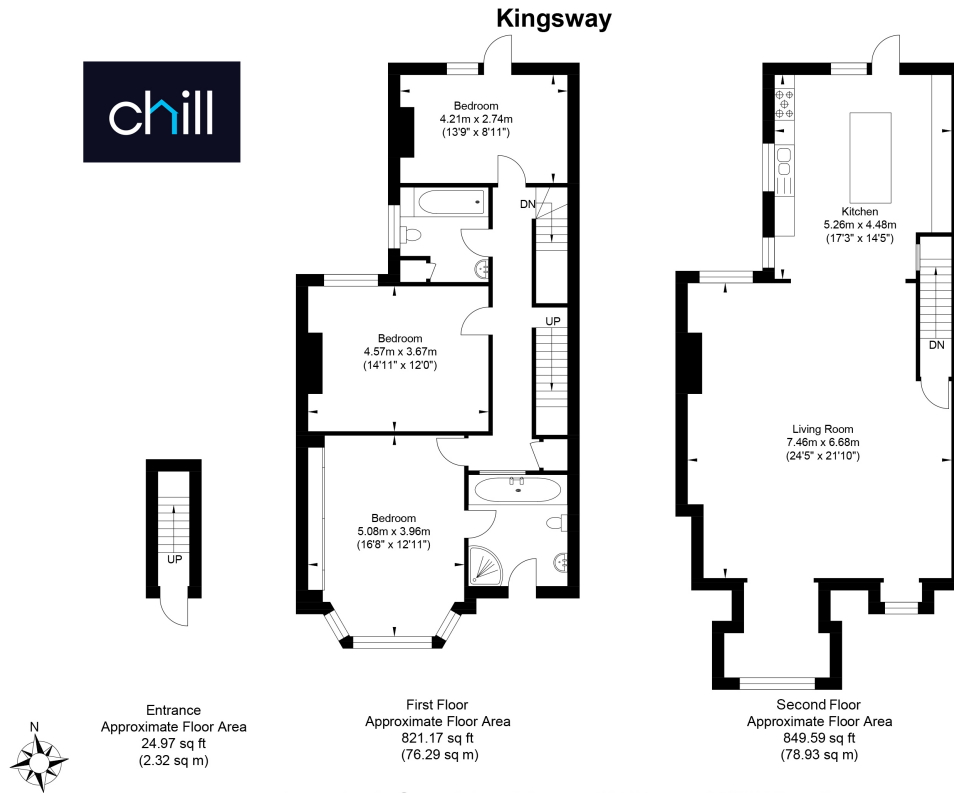 Kingsway
chill
Bedroom
4.21m x 2.74m
(13'9" x 8'11")
DN
Bedroom
4.57m x 3.67m
(14'11" x 12'0")
UP
Bedroom
5.08m x 3.96m
(16'8" x 12'11")
Kitchen
5.26m x 4.48m
(17'3" x 14'5")
DN
Living Room
7.46m x 6.68m
(24'5" x 21'10")
UP
N
Entrance
Approximate Floor Area
24.97 sq ft
(2.32 sq m)
First Floor
Approximate Floor Area
821.17 sq ft
(76.29 sq m)
Second Floor
Approximate Floor Area
849.59 sq ft
(78.93 sq m)